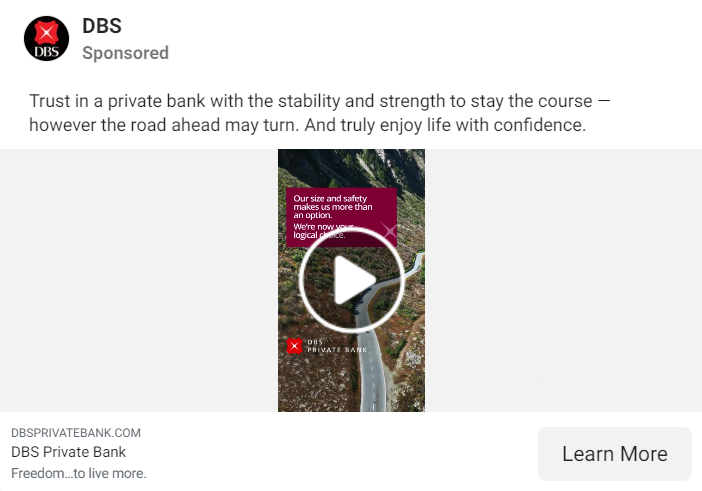 DBS
DBS
Sponsored
Trust in a private bank with the stability and strength to stay the course —
however the road ahead may turn. And truly enjoy life with confidence.
Our size and safety
makes us more than
an option.
We're now your
logical choice.
DBS
PRIVATE BANK
DBSPRIVATEBANK.COM
DBS Private Bank
Freedom...to live more.
Learn More